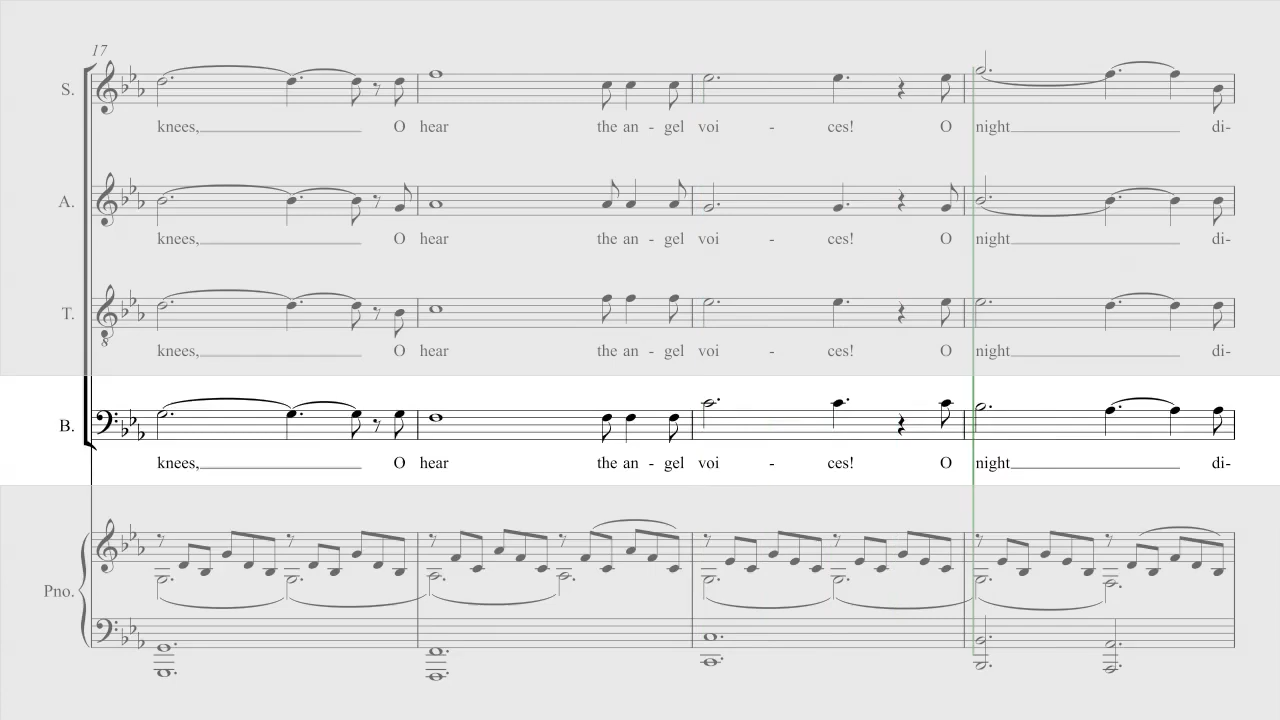 17
S.
knees, O hear the an - gel voi - ces! O night di-
A.
knees, O hear the an - gel voi - ces! O night di-
T.
8
knees, O hear the an - gel voi - ces! O night di-
B.
knees, O hear the an - gel voi - ces! O night di-
Pno.